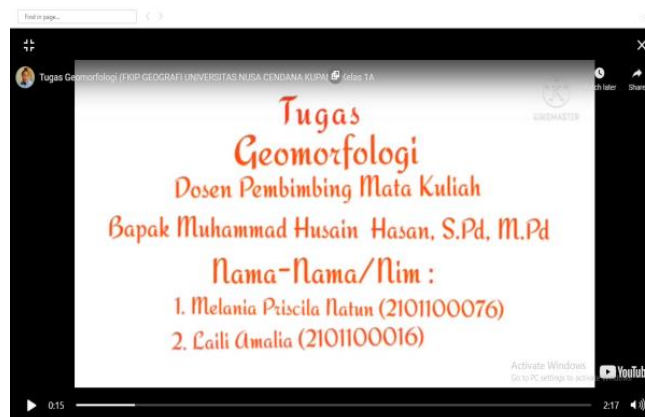 Find in page...
Tugas Geomorfologi (FKIP GEOGRAFI UNIVERSITAS NUSA CENDANA KUPANG) Kelas 1A
Share
KINEMASTER
Tugas
Geomorfologi
Dosen Pembimbing Mata Kuliah
Bapak Muhammad Husain Hasan, S.Pd, M.Pd
Nama-Nama/Nim :
1. Melania Priscila Natun (2101100076)
2. Laili Amalia (2101100016)
Activate Windows
Go to PC settings to activate Windows
YouTube
0:15
2:17